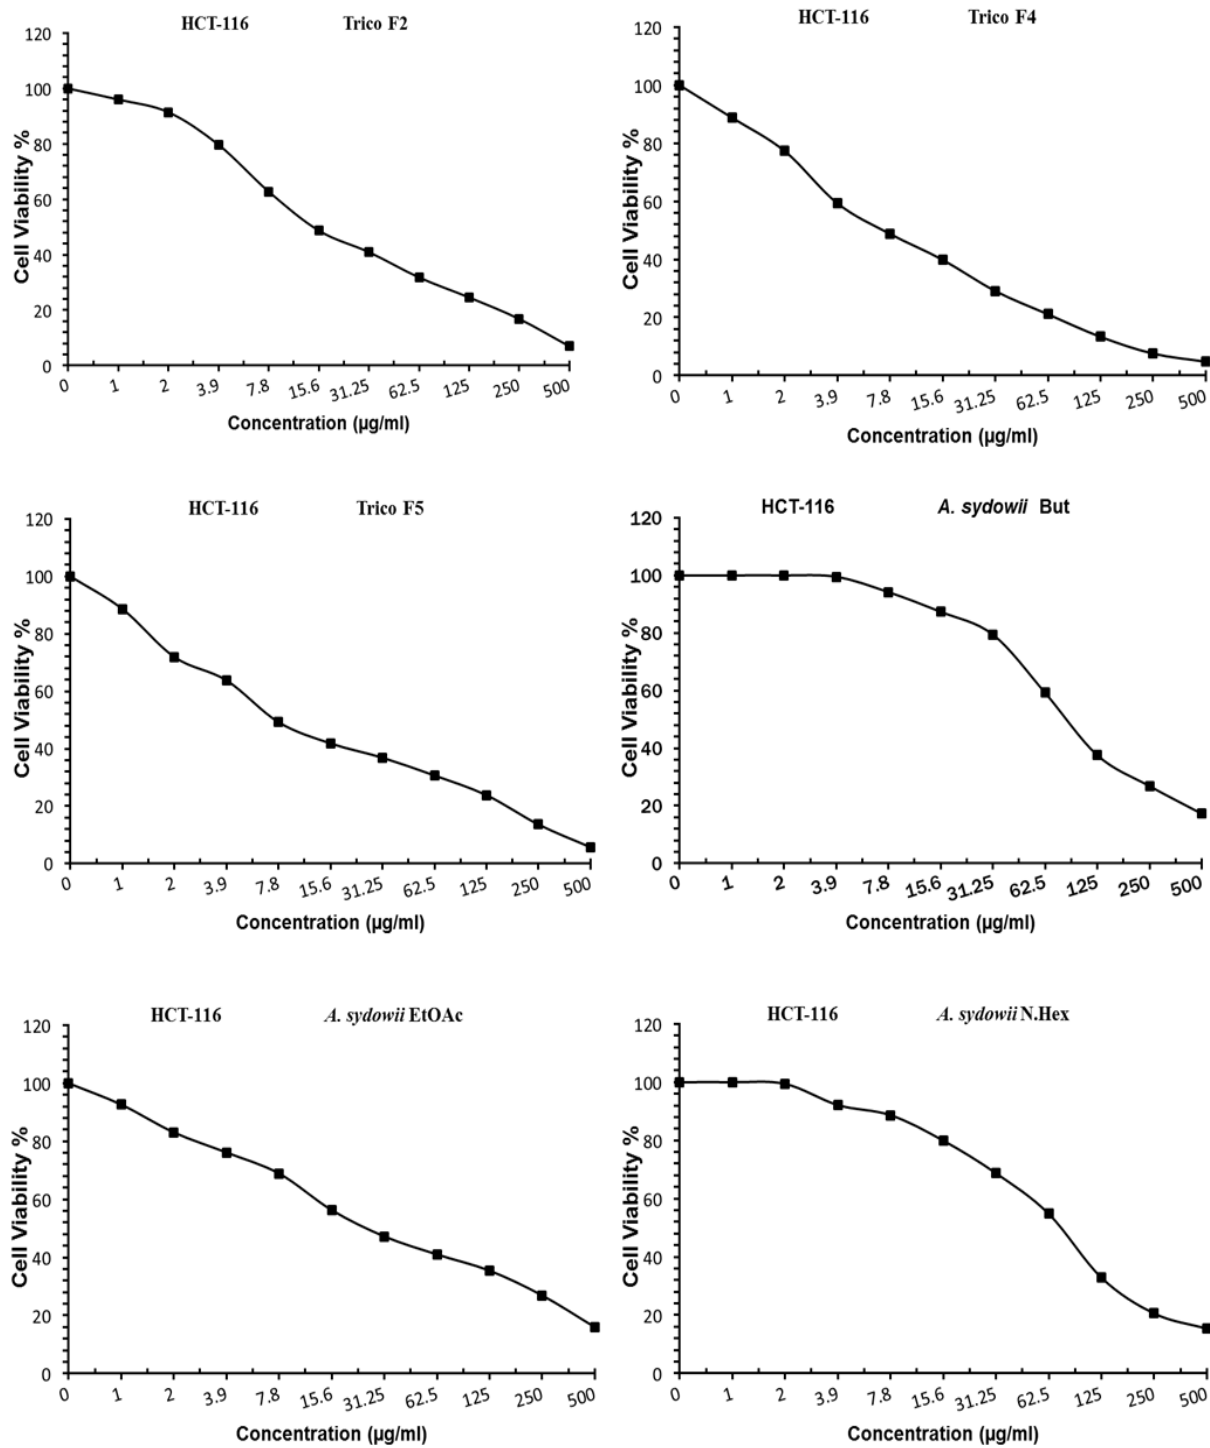 HCT-116 Trico F2
Cell Viability %
120
100
80
60
40
20
0
0 1 2 3.9 7.8 15.6 31.25 62.5 125 250 500
Concentration (µg/ml)
HCT-116 Trico F4
Cell Viability %
120
100
80
60
40
20
0
0 1 2 3.9 7.8 15.6 31.25 62.5 125 250 500
Concentration (µg/ml)
HCT-116 Trico F5
Cell Viability %
120
100
80
60
40
20
0
0 1 2 3.9 7.8 15.6 31.25 62.5 125 250 500
Concentration (µg/ml)
HCT-116 A. sydowii But
Cell Viability %
120
100
80
60
40
20
0
0 1 2 3.9 7.8 15.6 31.25 62.5 125 250 500
Concentration (µg/ml)
HCT-116 A. sydowii EtOAc
Cell Viability %
120
100
80
60
40
20
0
0 1 2 3.9 7.8 15.6 31.25 62.5 125 250 500
Concentration (µg/ml)
HCT-116 A. sydowii N.Hex
Cell Viability %
120
100
80
60
40
20
0
0 1 2 3.9 7.8 15.6 31.25 62.5 125 250 500
Concentration (µg/ml)